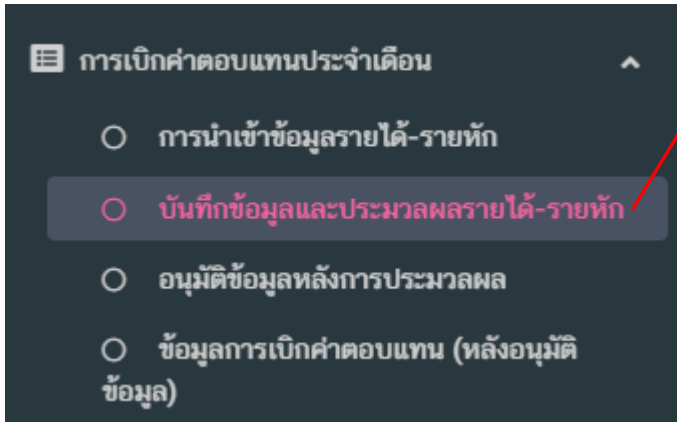 การเบิกค่าตอบแทนประจำเดือน
การนำเข้าข้อมูลรายได้-รายหัก
บันทึกข้อมูลและประมวลผลรายได้-รายหัก
อนุมัติข้อมูลหลังการประมวลผล
ข้อมูลการเบิกค่าตอบแทน (หลังอนุมัติ
ข้อมูล)